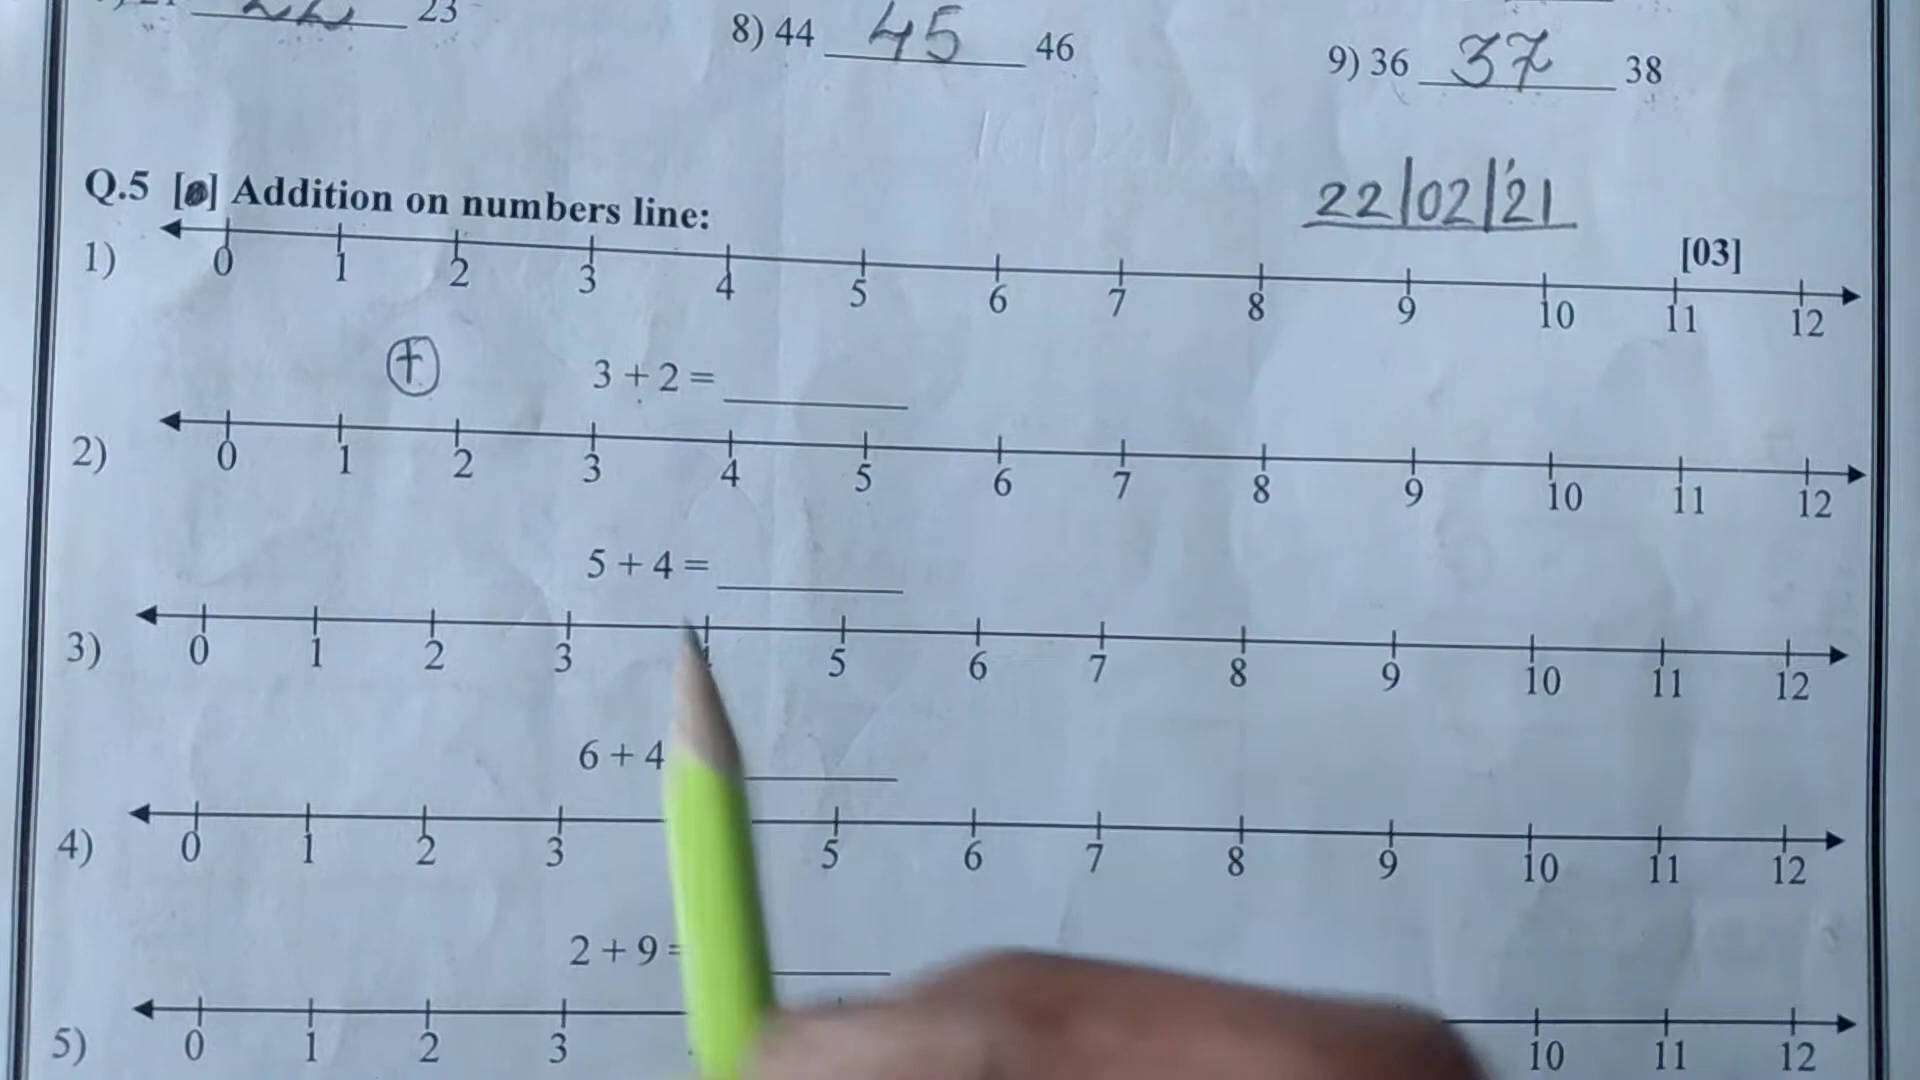 22 23
8) 44 45 46
9) 36 37 38
22/02/21
Q.5 [] Addition on numbers line:
[03]
1) 0 1 2 3 4 5 6 7 8 9 10 11 12
+ 3 + 2 =
2) 0 1 2 3 4 5 6 7 8 9 10 11 12
5 + 4 =
3) 0 1 2 3 5 6 7 8 9 10 11 12
6 + 4
4) 0 1 2 3 5 6 7 8 9 10 11 12
2 + 9 =
5) 0 1 2 3 10 11 12